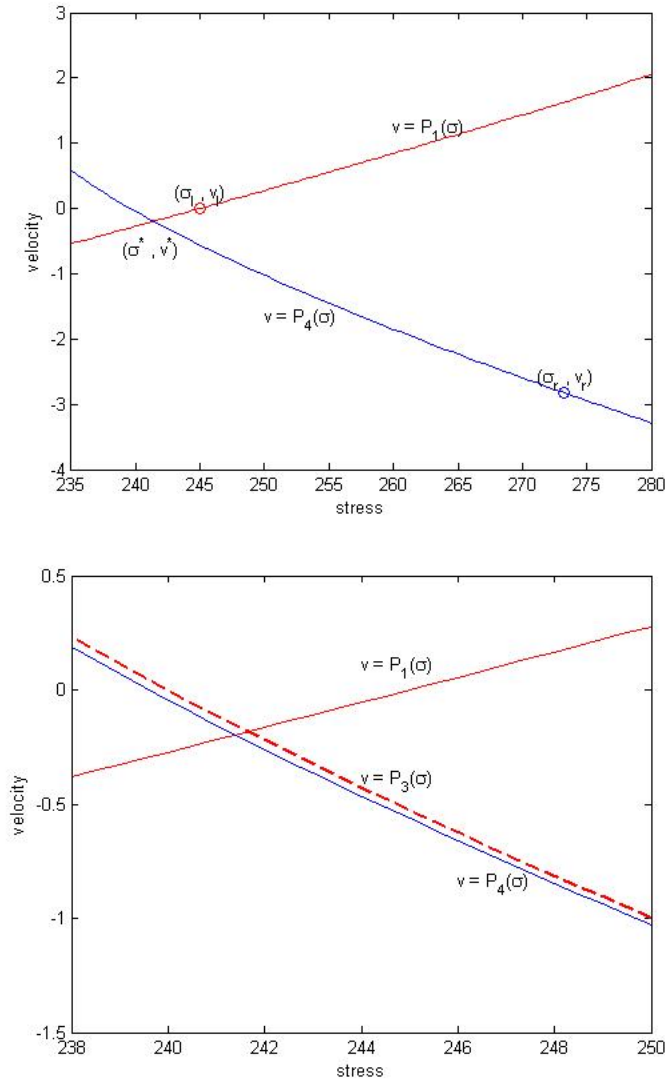 3
2
v = P₁(σ)
1
(σₗ , vₗ)
0
velocity
(σ* , v*)
-1
v = P₄(σ)
-2
(σᵣ , vᵣ)
-3
-4
235 240 245 250 255 260 265 270 275 280
stress
0.5
v = P₁(σ)
0
velocity
v = P₃(σ)
-0.5
v = P₄(σ)
-1
-1.5
238 240 242 244 246 248 250
stress